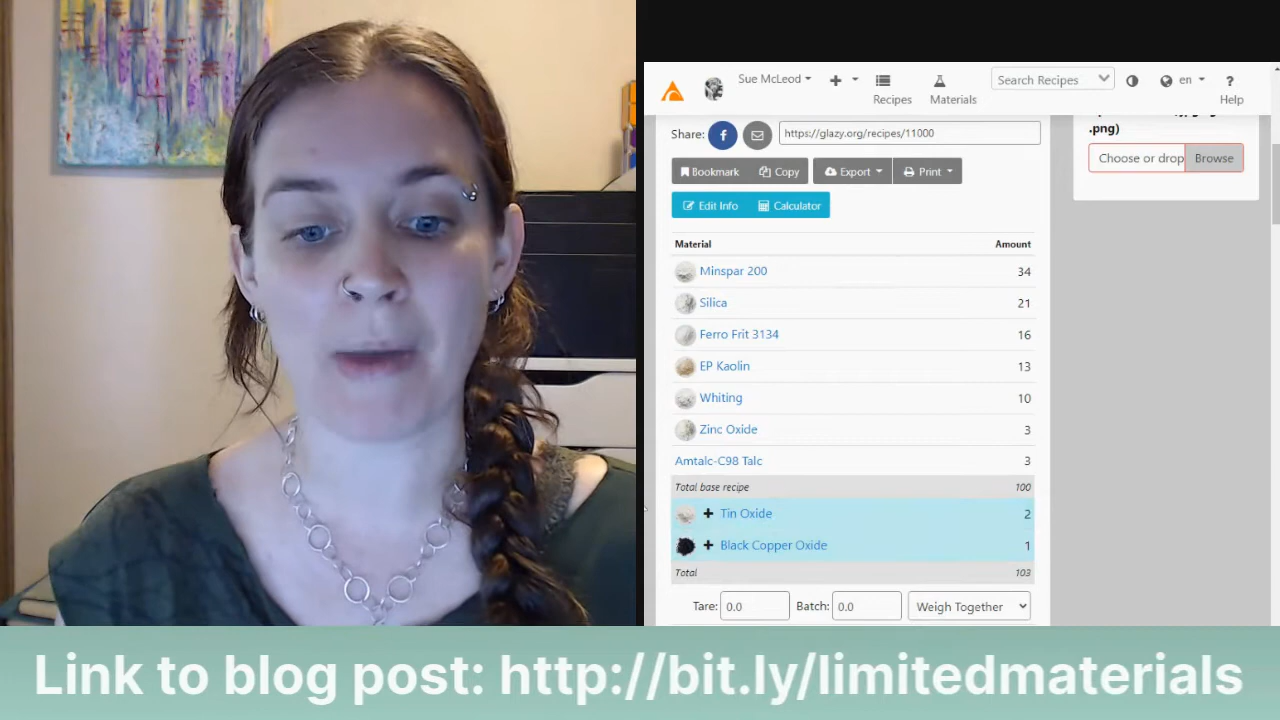 Sue McLeod
Recipes
Materials
Search Recipes
en
?
Help
Share:
https://glazy.org/recipes/11000
.png)
Choose or drop
Browse
Bookmark
Copy
Export
Print
Edit Info
Calculator
Material Amount
Minspar 200 34
Silica 21
Ferro Frit 3134 16
EP Kaolin 13
Whiting 10
Zinc Oxide 3
Amtalc-C98 Talc 3
Total base recipe 100
+ Tin Oxide 2
+ Black Copper Oxide 1
Total 103
Tare: 0.0 Batch: 0.0 Weigh Together
Link to blog post: http://bit.ly/limitedmaterials